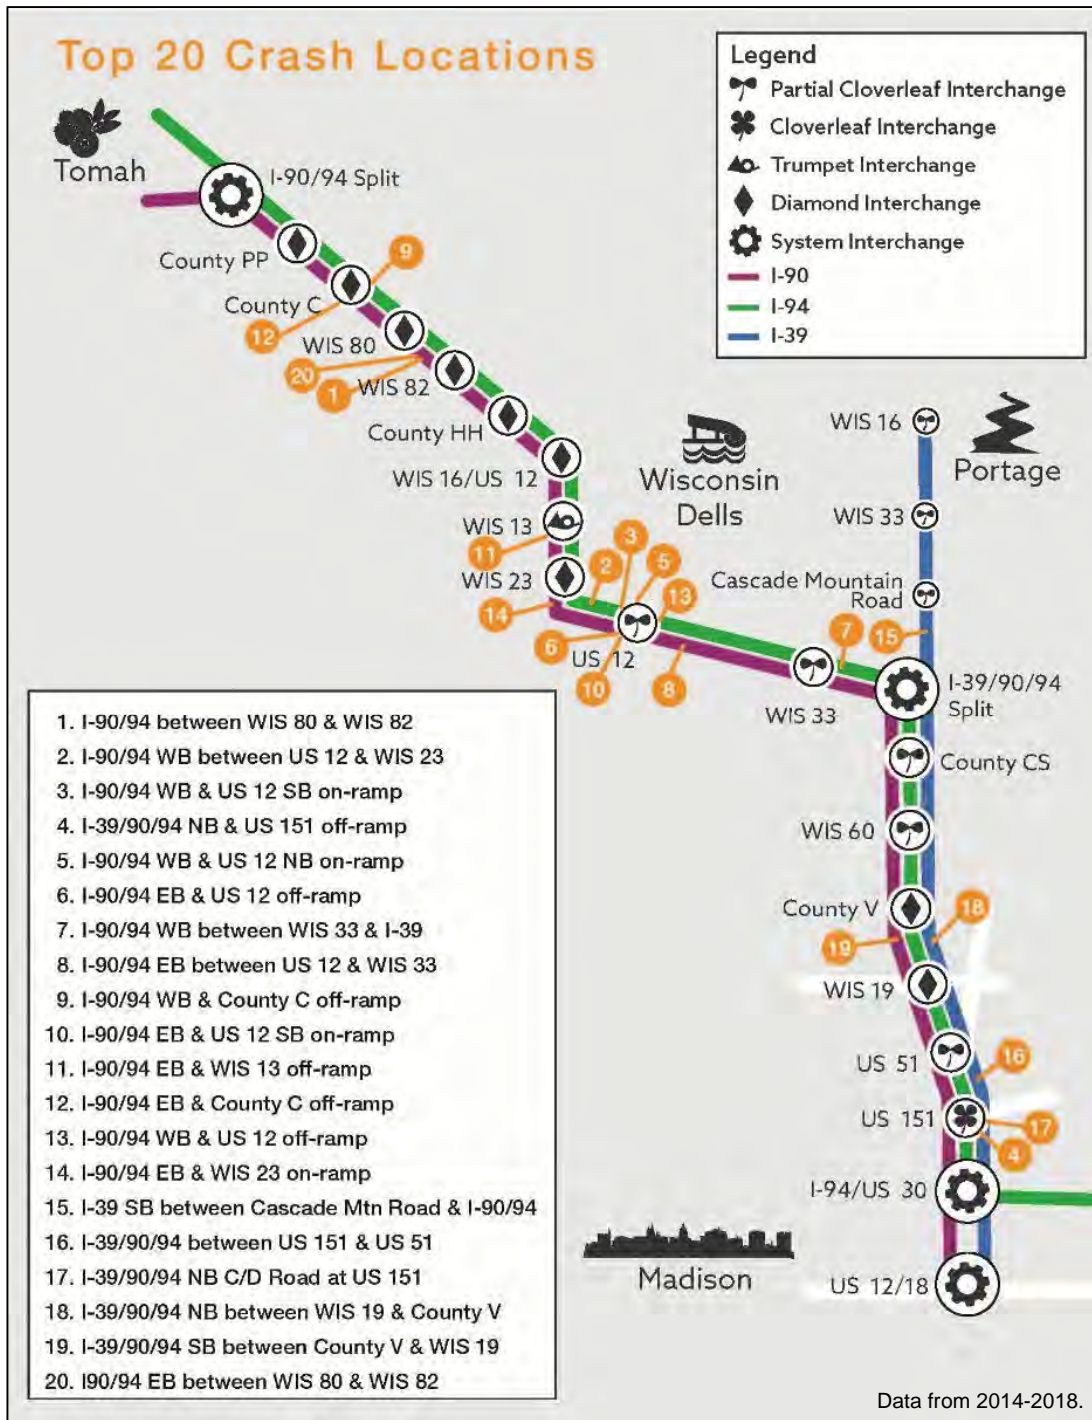 Top 20 Crash Locations
Legend
Partial Cloverleaf Interchange
Cloverleaf Interchange
Trumpet Interchange
Diamond Interchange
System Interchange
I-90
I-94
I-39
Tomah
I-90/94 Split
County PP
9
County C
12
WIS 80
20
1
WIS 82
County HH
WIS 16/US 12
WIS 13
11
WIS 23
14
Wisconsin
Dells
2
3
5
13
6
US 12
10
8
7
WIS 33
15
WIS 16
Portage
WIS 33
Cascade Mountain
Road
I-39/90/94
Split
County CS
WIS 60
County V
18
19
WIS 19
US 51
16
US 151
17
4
I-94/US 30
Madison
US 12/18
1. I-90/94 between WIS 80 & WIS 82
2. I-90/94 WB between US 12 & WIS 23
3. I-90/94 WB & US 12 SB on-ramp
4. I-39/90/94 NB & US 151 off-ramp
5. I-90/94 WB & US 12 NB on-ramp
6. I-90/94 EB & US 12 off-ramp
7. I-90/94 WB between WIS 33 & I-39
8. I-90/94 EB between US 12 & WIS 33
9. I-90/94 WB & County C off-ramp
10. I-90/94 EB & US 12 SB on-ramp
11. I-90/94 EB & WIS 13 off-ramp
12. I-90/94 EB & County C off-ramp
13. I-90/94 WB & US 12 off-ramp
14. I-90/94 EB & WIS 23 on-ramp
15. I-39 SB between Cascade Mtn Road & I-90/94
16. I-39/90/94 between US 151 & US 51
17. I-39/90/94 NB C/D Road at US 151
18. I-39/90/94 NB between WIS 19 & County V
19. I-39/90/94 SB between County V & WIS 19
20. I90/94 EB between WIS 80 & WIS 82
Data from 2014-2018.